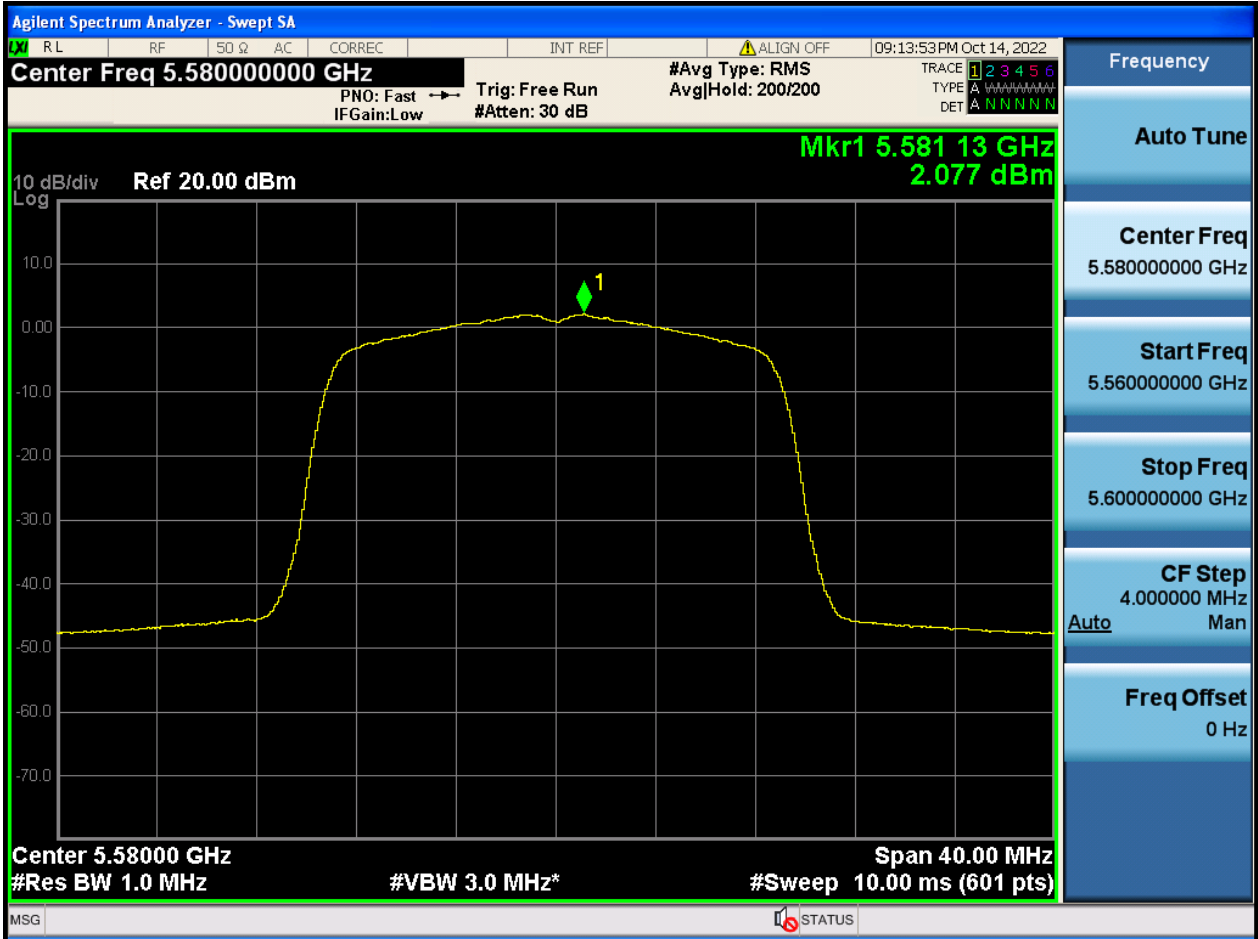 Agilent Spectrum Analyzer - Swept SA
LXI RL RF 50 Ω AC CORREC INT REF ALIGN OFF 09:13:53 PM Oct 14, 2022
Center Freq 5.580000000 GHz
PNO: Fast
IFGain:Low
Trig: Free Run
#Atten: 30 dB
#Avg Type: RMS
Avg|Hold: 200/200
TRACE 1 2 3 4 5 6
TYPE A WWWWW
DET A N N N N N
Mkr1 5.581 13 GHz
2.077 dBm
10 dB/div Ref 20.00 dBm
Log
1
10.0
0.00
-10.0
-20.0
-30.0
-40.0
-50.0
-60.0
-70.0
Center 5.58000 GHz Span 40.00 MHz
#Res BW 1.0 MHz #VBW 3.0 MHz* #Sweep 10.00 ms (601 pts)
MSG STATUS
Frequency
Auto Tune
Center Freq
5.580000000 GHz
Start Freq
5.560000000 GHz
Stop Freq
5.600000000 GHz
CF Step
4.000000 MHz
Auto Man
Freq Offset
0 Hz